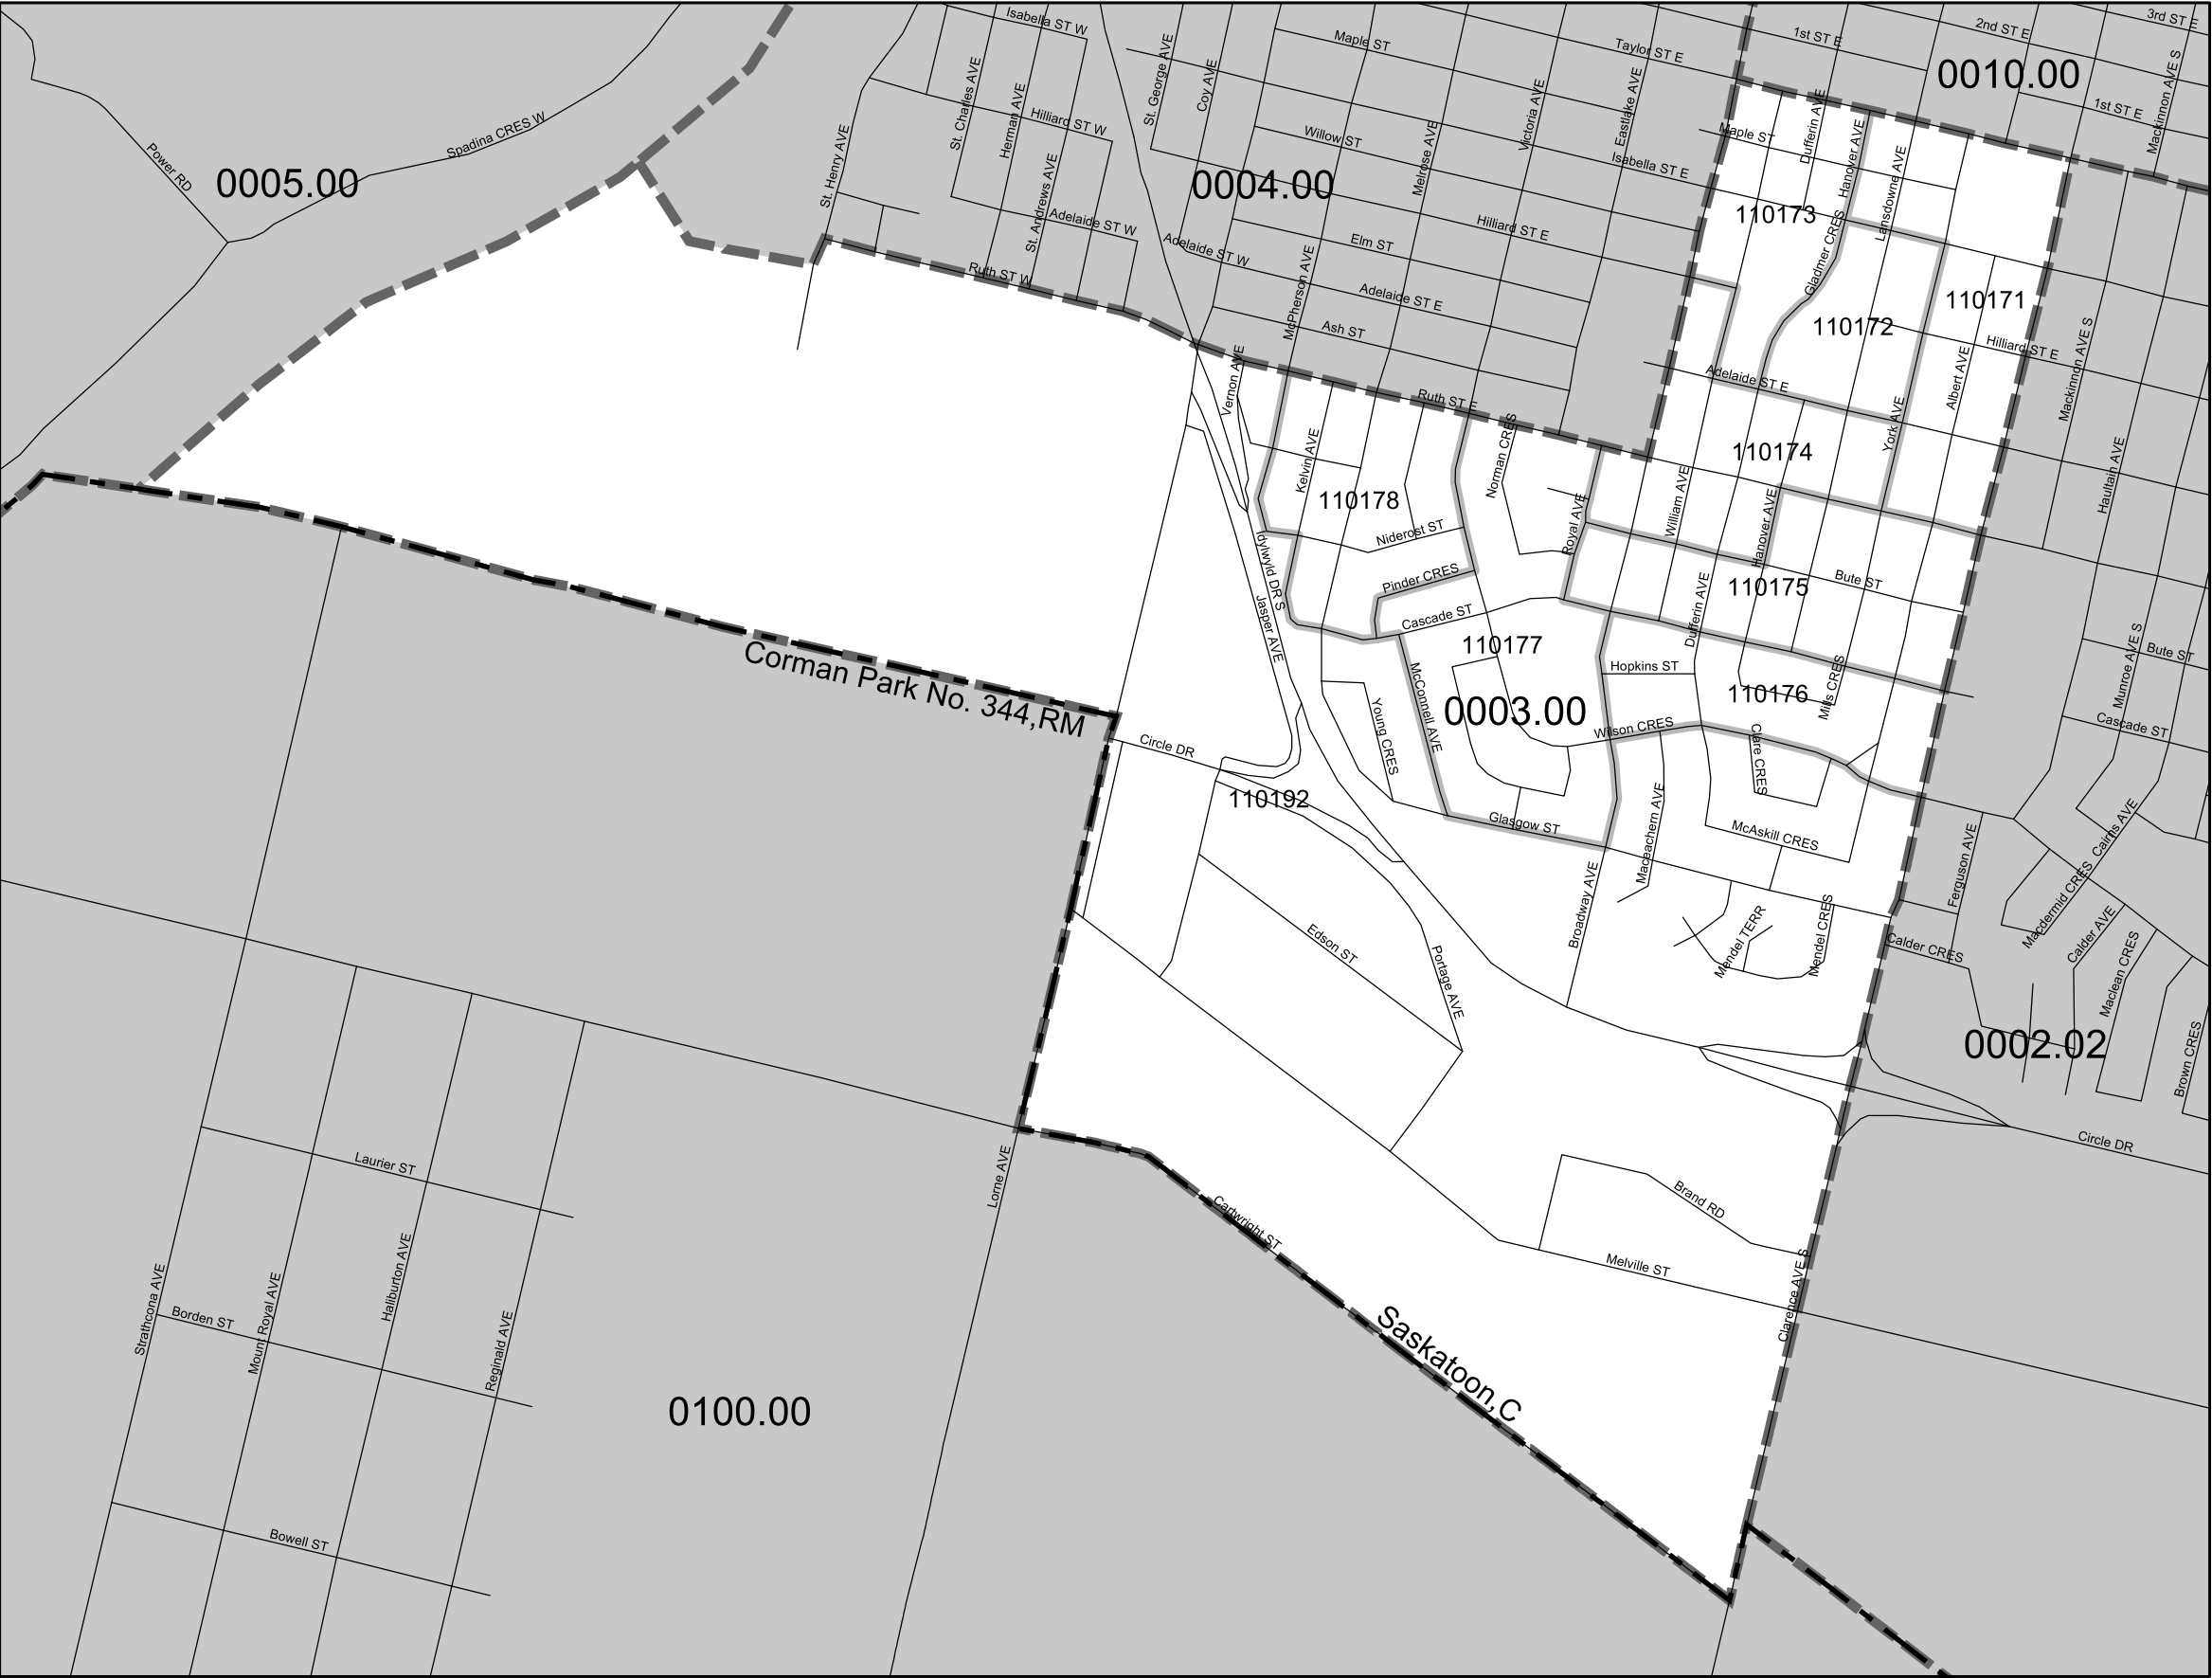 Isabella ST W
3rd ST E
2nd ST E
1st ST E
Maple ST
Taylor ST E
St. George AVE
Coy AVE
0010.00
Mackinnon AVE S
St. Charles AVE
Herman AVE
Victoria AVE
Eastlake AVE
1st ST E
Spadina CRES W
Hilliard ST W
Willow ST
Maple ST
Dufferin AVE
Hanover AVE
Power RD
0005.00
St. Henry AVE
St. Andrews AVE
0004.00
Melrose AVE
Isabella ST E
Lansdowne AVE
Adelaide ST W
Hilliard ST E
110173
Adelaide ST W
Elm ST
Gladmer CRES
Ruth ST W
McPherson AVE
Adelaide ST E
110171
Ash ST
110172
Hilliard ST E
Mackinnon AVE S
Vernon AVE
Ruth ST E
Adelaide ST E
Albert AVE
York AVE
Kelvin AVE
Norman CRES
110174
Haultain AVE
110178
William AVE
Hanover AVE
Niderost ST
Royal AVE
Idylwyld DR S
Pinder CRES
110175
Bute ST
Jasper AVE
Cascade ST
Dufferin AVE
110177
Hopkins ST
Munroe AVE S
Bute ST
Corman Park No. 344,RM
McConnell AVE
0003.00
110176
Mills CRES
Young CRES
Wilson CRES
Cascade ST
Circle DR
Clare CRES
110192
Glasgow ST
Maceachern AVE
McAskill CRES
Cairns AVE
Ferguson AVE
Broadway AVE
Macdermid CRES
Edson ST
Portage AVE
Mendel TERR
Mendel CRES
Calder CRES
Calder AVE
Maclean CRES
0002.02
Brown CRES
Circle DR
Laurier ST
Lorne AVE
Cartwright ST
Brand RD
Melville ST
Clarence AVE S
Strathcona AVE
Mount Royal AVE
Haliburton AVE
Reginald AVE
Borden ST
Saskatoon,C
0100.00
Bowell ST